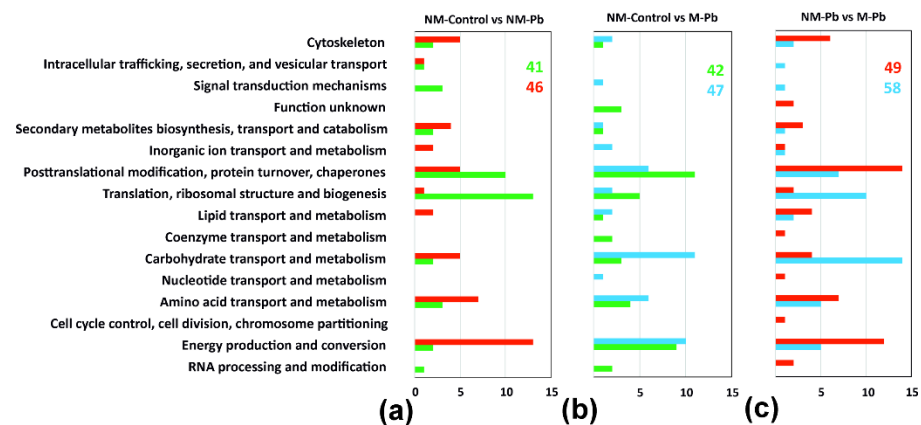 NM-Control vs NM-Pb NM-Control vs M-Pb NM-Pb vs M-Pb
Cytoskeleton
Intracellular trafficking, secretion, and vesicular transport
41 42 49
Signal transduction mechanisms
46 47 58
Function unknown
Secondary metabolites biosynthesis, transport and catabolism
Inorganic ion transport and metabolism
Posttranslational modification, protein turnover, chaperones
Translation, ribosomal structure and biogenesis
Lipid transport and metabolism
Coenzyme transport and metabolism
Carbohydrate transport and metabolism
Nucleotide transport and metabolism
Amino acid transport and metabolism
Cell cycle control, cell division, chromosome partitioning
Energy production and conversion
RNA processing and modification
0 5 10 15 0 5 10 15 0 5 10 15
(a) (b) (c)